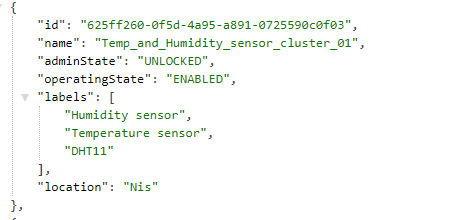 {
"id": "625ff260-0f5d-4a95-a891-0725590c0f03",
"name": "Temp_and_Humidity_sensor_cluster_01",
"adminState": "UNLOCKED",
"operatingState": "ENABLED",
"labels": [
"Humidity sensor",
"Temperature sensor",
"DHT11"
],
"location": "Nis"
},